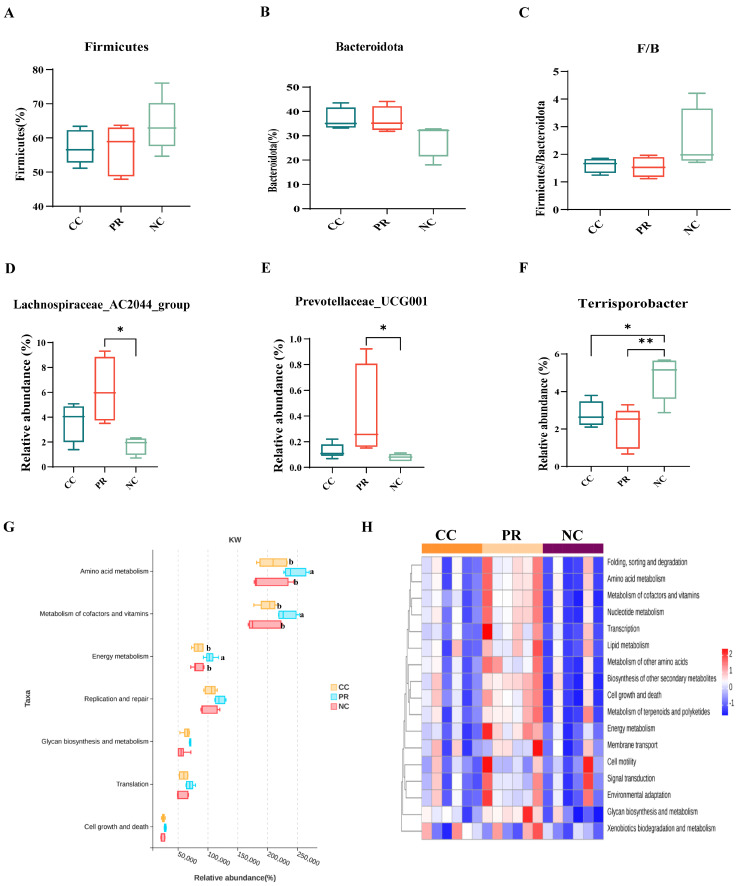 A
Firmicutes
Firmicutes(%)
80
70
60
50
40
CC
PR
NC
B
Bacteroidota
Bacteroidota(%)
50
40
30
20
10
0
CC
PR
NC
C
F/B
Firmicutes/Bacteroidota
5
4
3
2
1
0
CC
PR
NC
D
Lachnospiraceae_AC2044_group
Relative abundance (%)
10
8
6
4
2
0
*
CC
PR
NC
E
Prevotellaceae_UCG001
Relative abundance (%)
1.0
0.8
0.6
0.4
0.2
0.0
*
CC
PR
NC
F
Terrisporobacter
Relative abundance (%)
6
4
2
0
*
**
CC
PR
NC
G
KW
Taxa
Amino acid metabolism
b
a
b
Metabolism of cofactors and vitamins
b
a
b
Energy metabolism
b
a
b
Replication and repair
Glycan biosynthesis and metabolism
Translation
Cell growth and death
50,000
100,000
150,000
200,000
250,000
Relative abundance(%)
CC
PR
NC
H
CC
PR
NC
Folding, sorting and degradation
Amino acid metabolism
Metabolism of cofactors and vitamins
Nucleotide metabolism
Transcription
Lipid metabolism
Metabolism of other amino acids
Biosynthesis of other secondary metabolites
Cell growth and death
Metabolism of terpenoids and polyketides
Energy metabolism
Membrane transport
Cell motility
Signal transduction
Environmental adaptation
Glycan biosynthesis and metabolism
Xenobiotics biodegradation and metabolism
2
1
0
-1